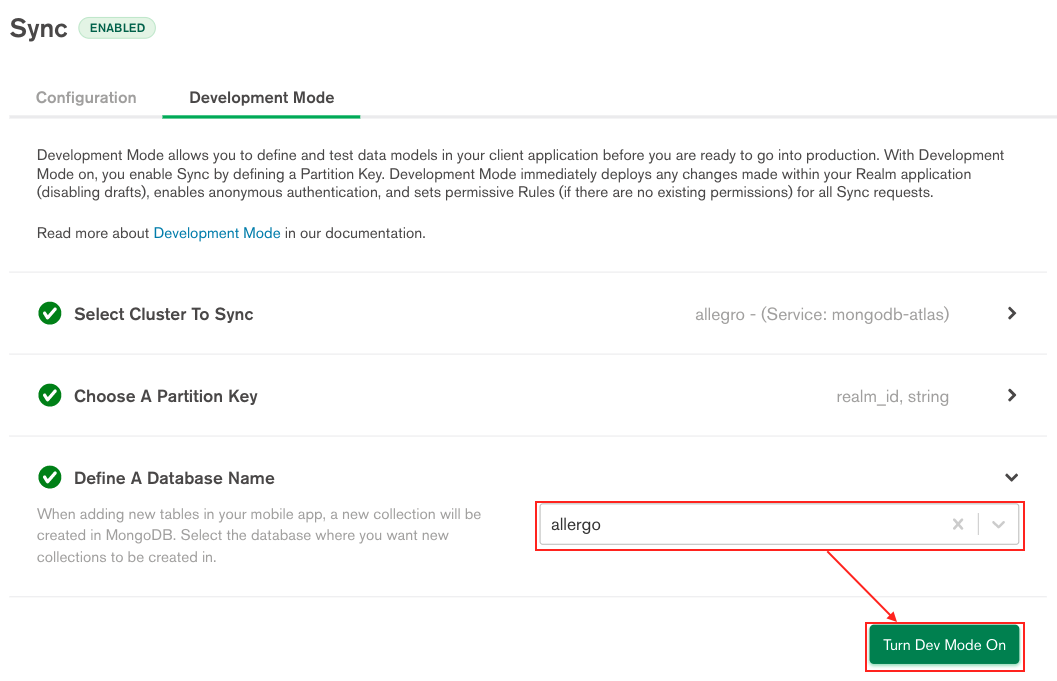 Sync ENABLED
Configuration Development Mode
Development Mode allows you to define and test data models in your client application before you are ready to go into production. With Development
Mode on, you enable Sync by defining a Partition Key. Development Mode immediately deploys any changes made within your Realm application
(disabling drafts), enables anonymous authentication, and sets permissive Rules (if there are no existing permissions) for all Sync requests.
Read more about Development Mode in our documentation.
Select Cluster To Sync allegro - (Service: mongodb-atlas)
Choose A Partition Key realm_id, string
Define A Database Name
When adding new tables in your mobile app, a new collection will be
created in MongoDB. Select the database where you want new
collections to be created in.
allergo
Turn Dev Mode On